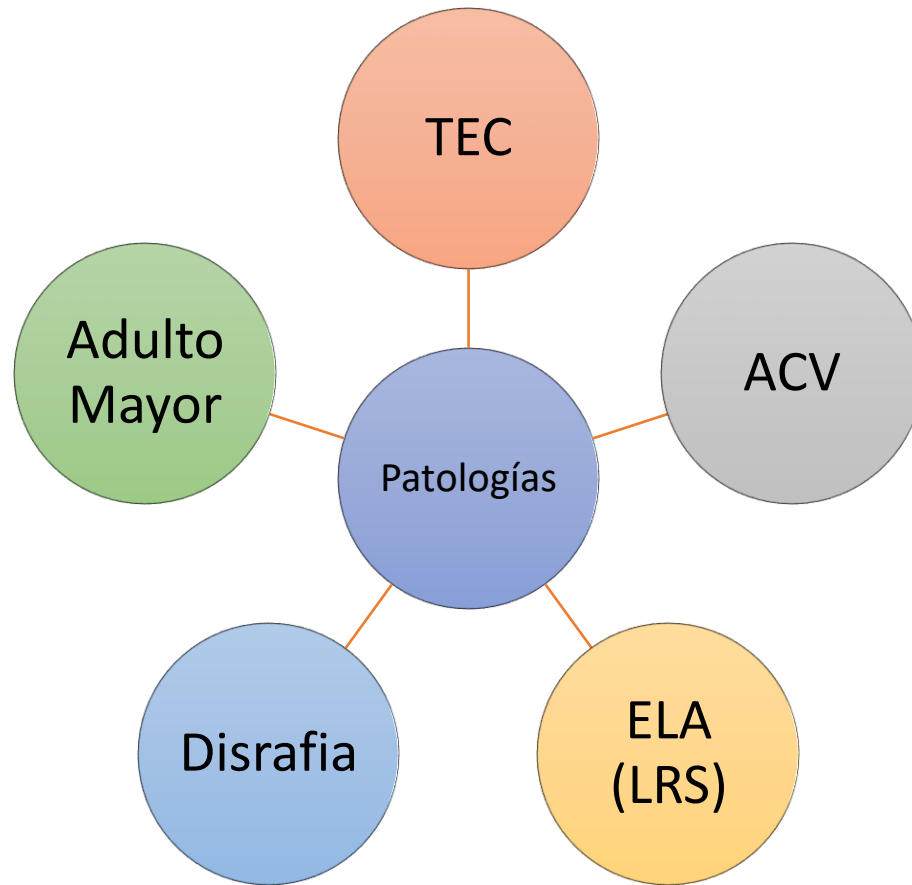 TEC
ACV
ELA
(LRS)
Disrafia
Adulto
Mayor
Patologías